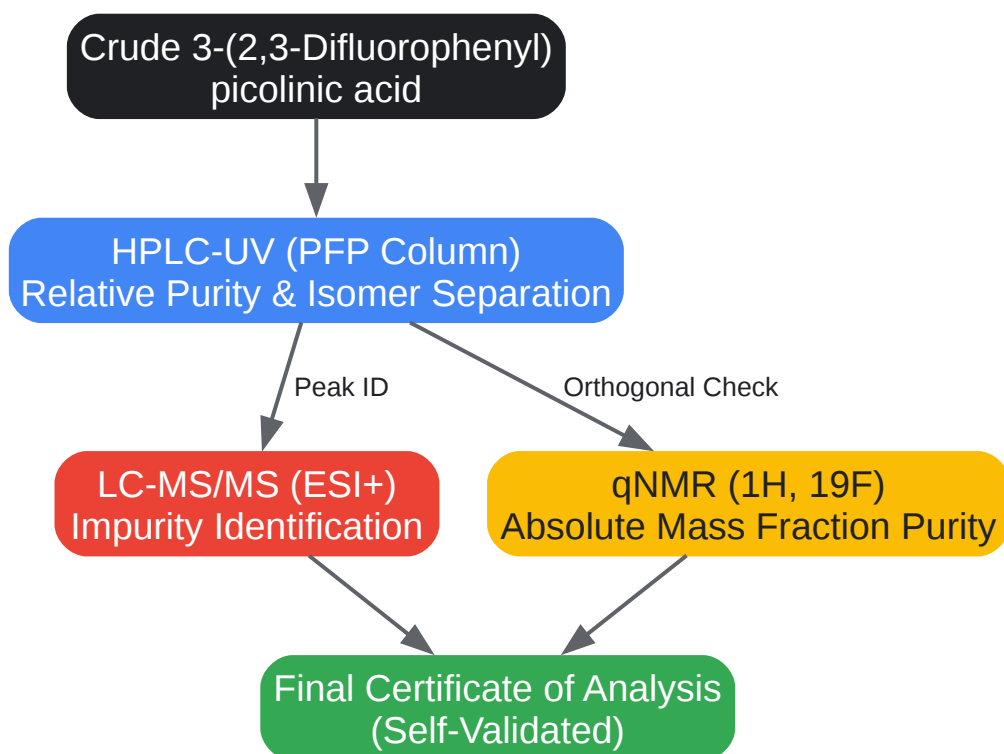 Crude 3-(2,3-Difluorophenyl)
picolinic acid
HPLC-UV (PFP Column)
Relative Purity & Isomer Separation
Peak ID
Orthogonal Check
LC-MS/MS (ESI+)
Impurity Identification
qNMR (1H, 19F)
Absolute Mass Fraction Purity
Final Certificate of Analysis
(Self-Validated)